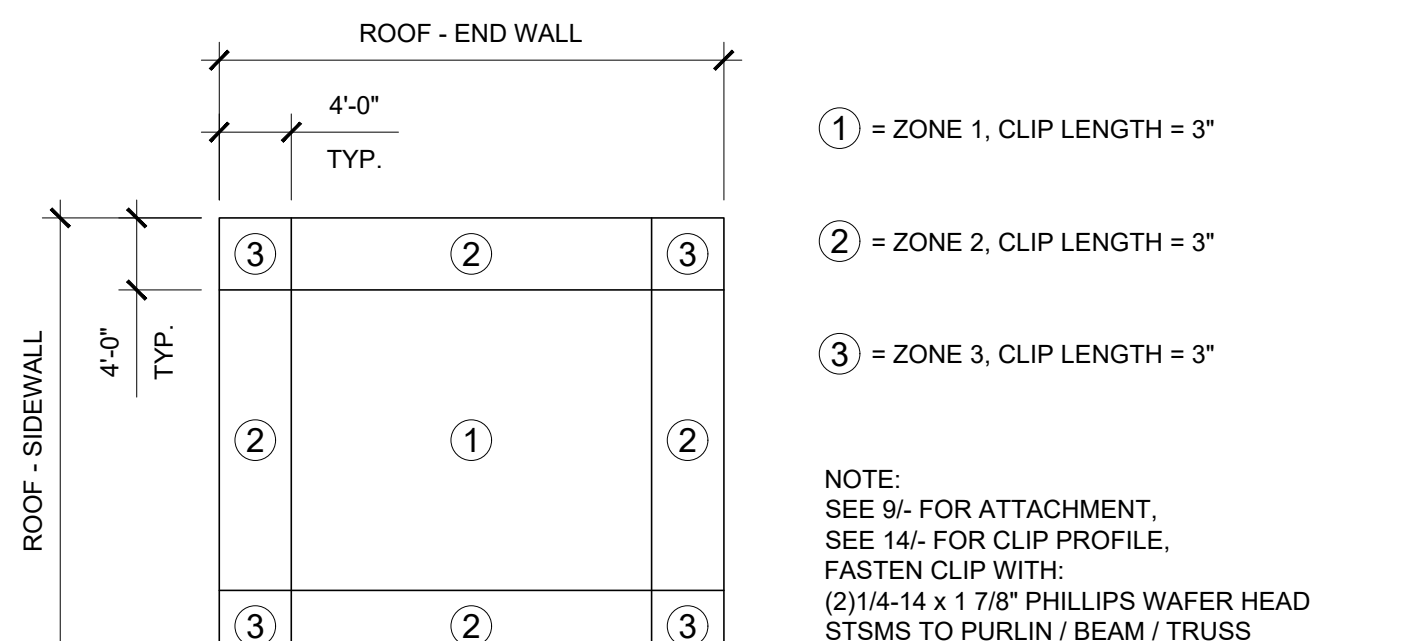 ROOF - END WALL
4'-0"
TYP.
1 = ZONE 1, CLIP LENGTH = 3"
3 2 3
2 = ZONE 2, CLIP LENGTH = 3"
ROOF - SIDEWALL
4'-0"
TYP.
3 = ZONE 3, CLIP LENGTH = 3"
2 1 2
NOTE:
SEE 9/- FOR ATTACHMENT,
SEE 14/- FOR CLIP PROFILE,
FASTEN CLIP WITH:
(2)1/4-14 x 1 7/8" PHILLIPS WAFER HEAD
STSMS TO PURLIN / BEAM / TRUSS
3 2 3